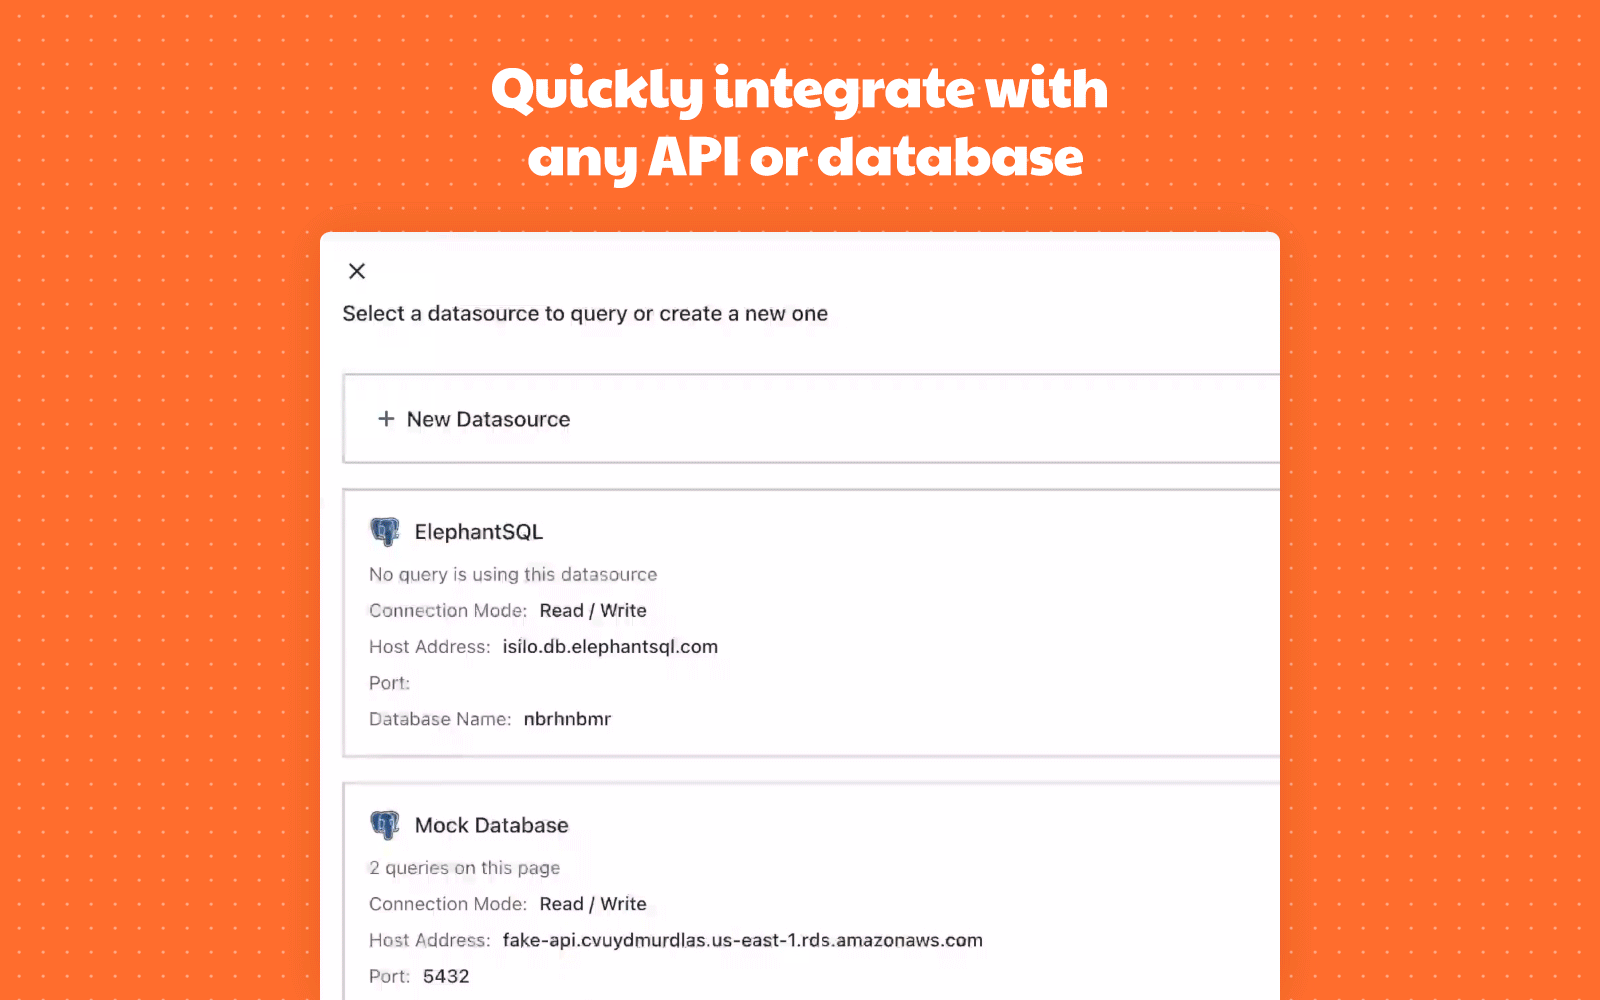 Quickly integrate with
any API or database
Select a datasource to query or create a new one
+ New Datasource
ElephantSQL
No query is using this datasource
Connection Mode: Read / Write
Host Address: isilo.db.elephantsql.com
Port:
Database Name: nbrhnbmr
Mock Database
2 queries on this page
Connection Mode: Read / Write
Host Address: fake-api.cvuydmurdlas.us-east-1.rds.amazonaws.com
Port: 5432